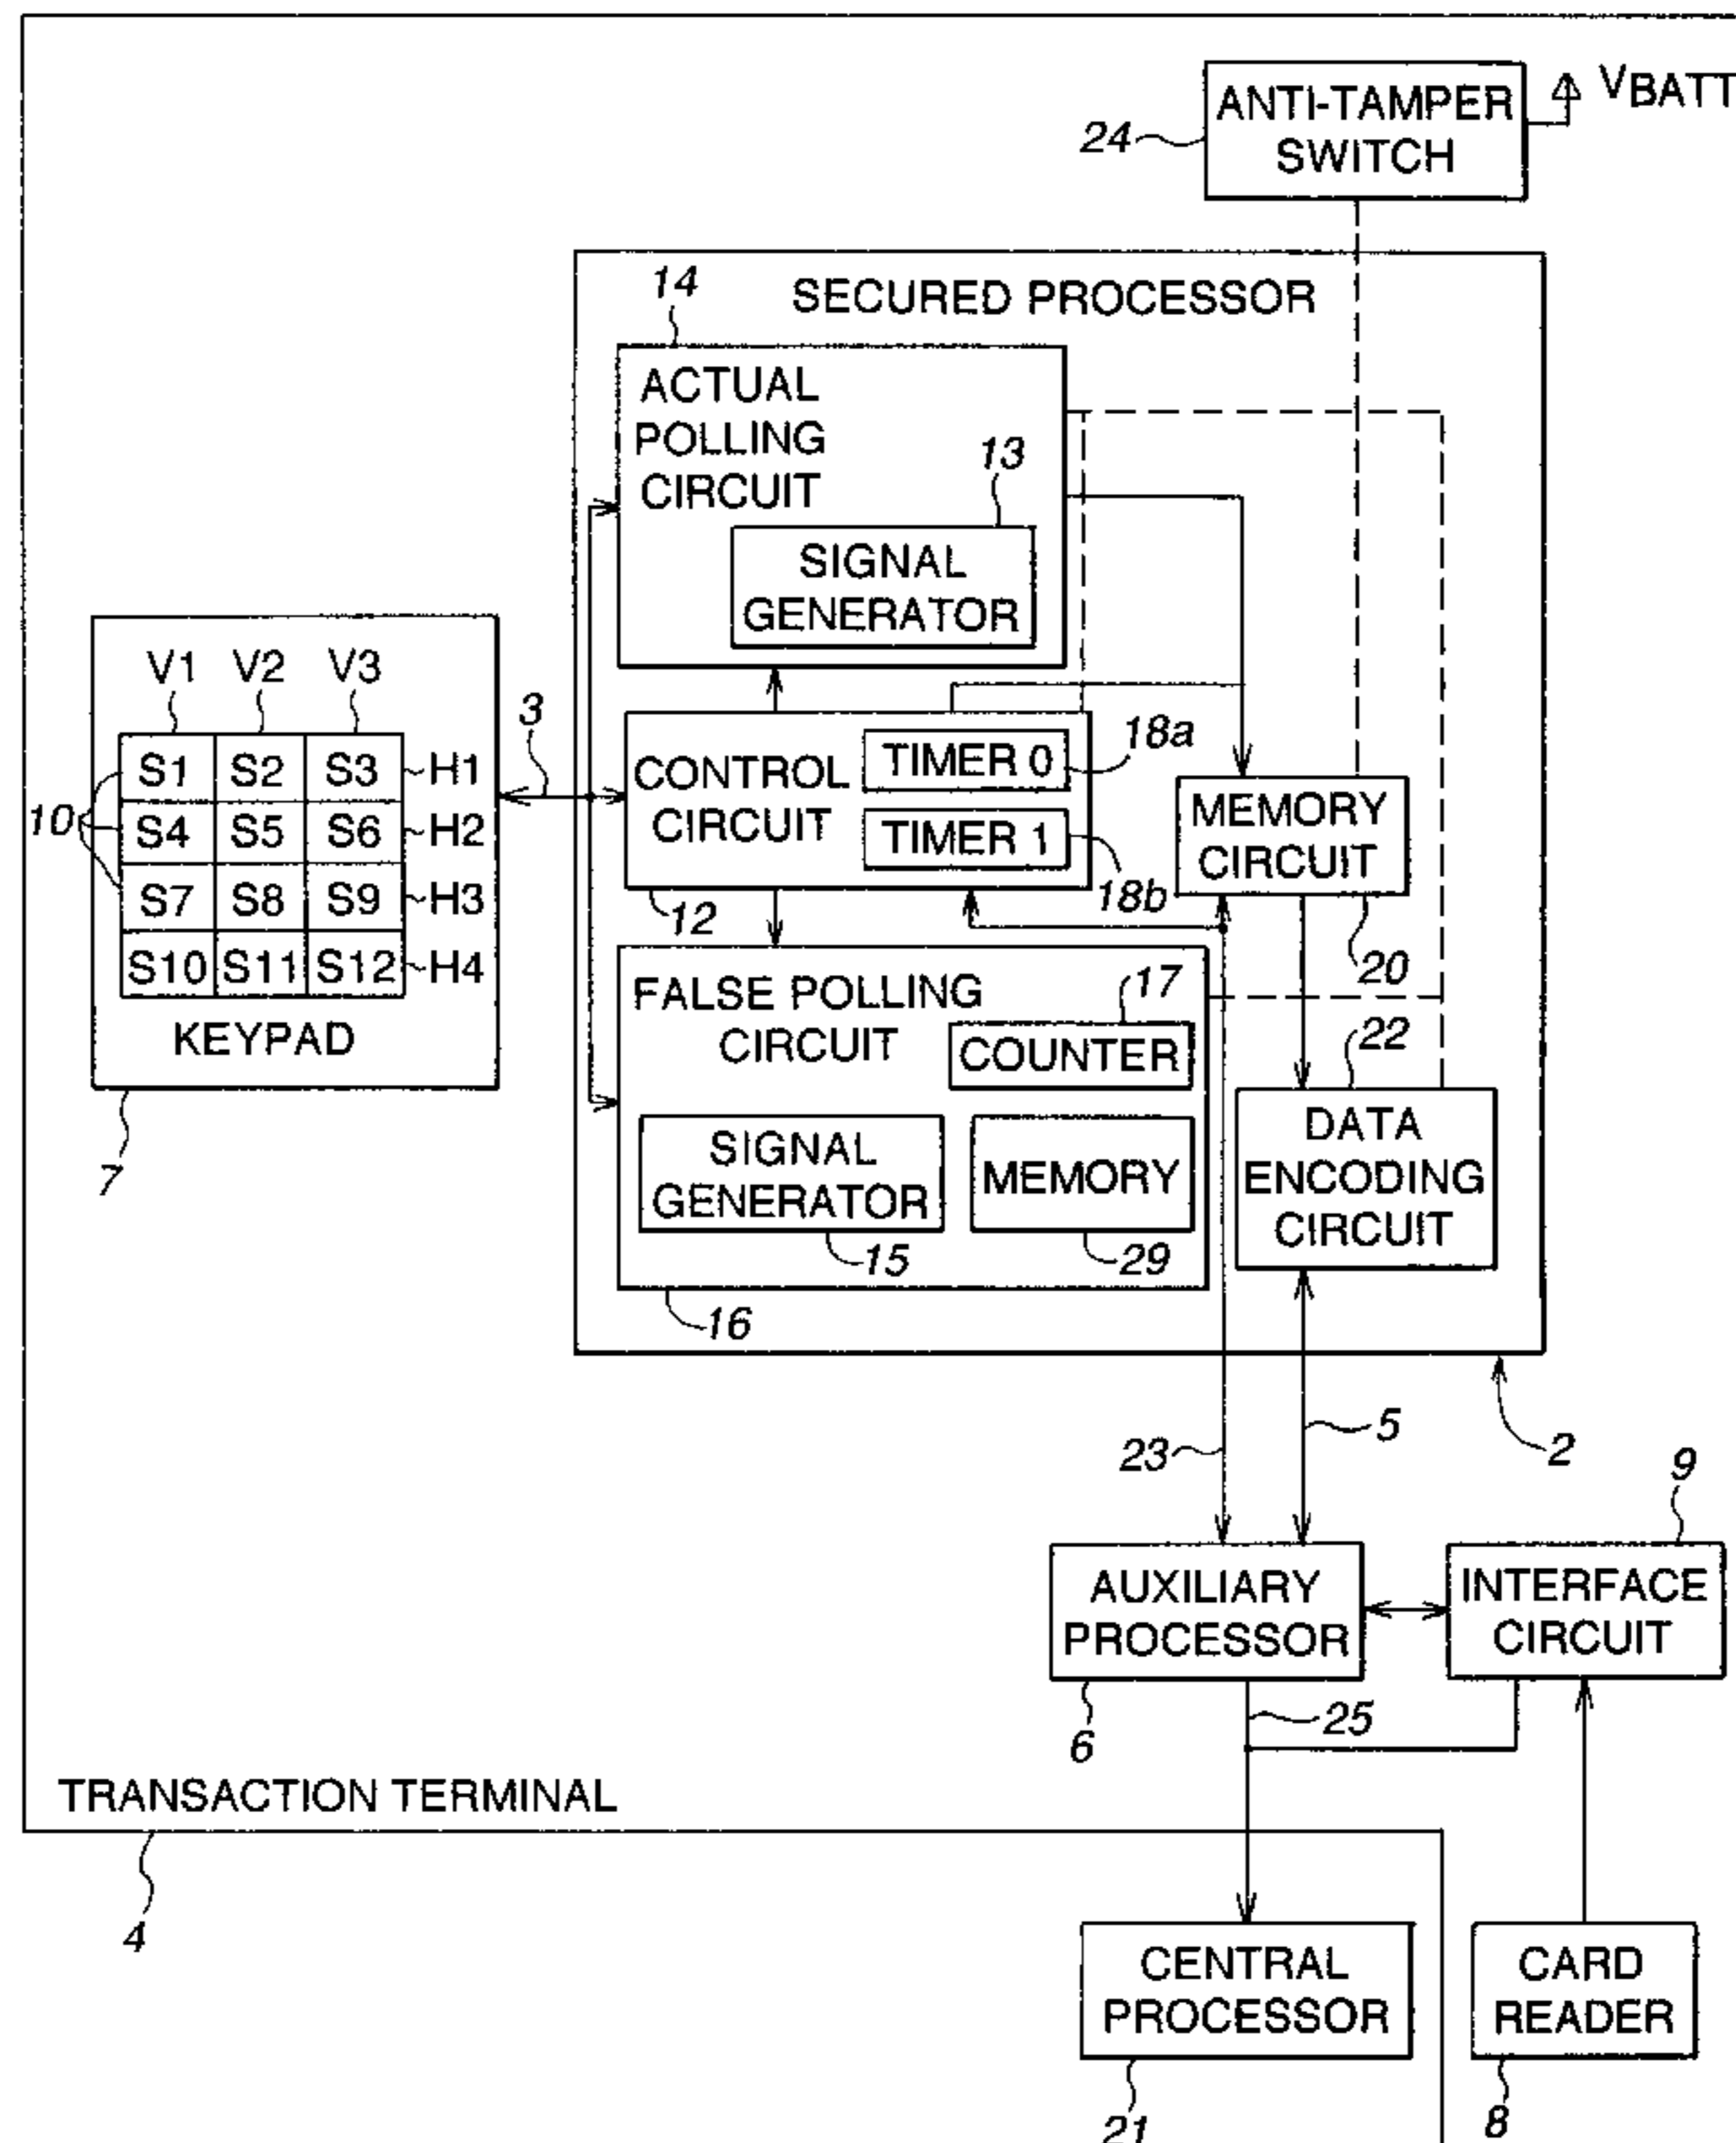 ANTI-TAMPER
SWITCH
VBATT
24
SECURED PROCESSOR
14
ACTUAL
POLLING
CIRCUIT
13
SIGNAL
GENERATOR
V1 V2 V3
S1 S2 S3 H1
S4 S5 S6 H2
S7 S8 S9 H3
S10 S11 S12 H4
10
KEYPAD
7
3
CONTROL
CIRCUIT
TIMER 0
TIMER 1
18a
18b
12
MEMORY
CIRCUIT
20
FALSE POLLING
CIRCUIT
17
COUNTER
SIGNAL
GENERATOR
15
MEMORY
29
16
22
DATA
ENCODING
CIRCUIT
23
5
2
9
AUXILIARY
PROCESSOR
6
INTERFACE
CIRCUIT
25
TRANSACTION TERMINAL
4
CENTRAL
PROCESSOR
21
CARD
READER
8